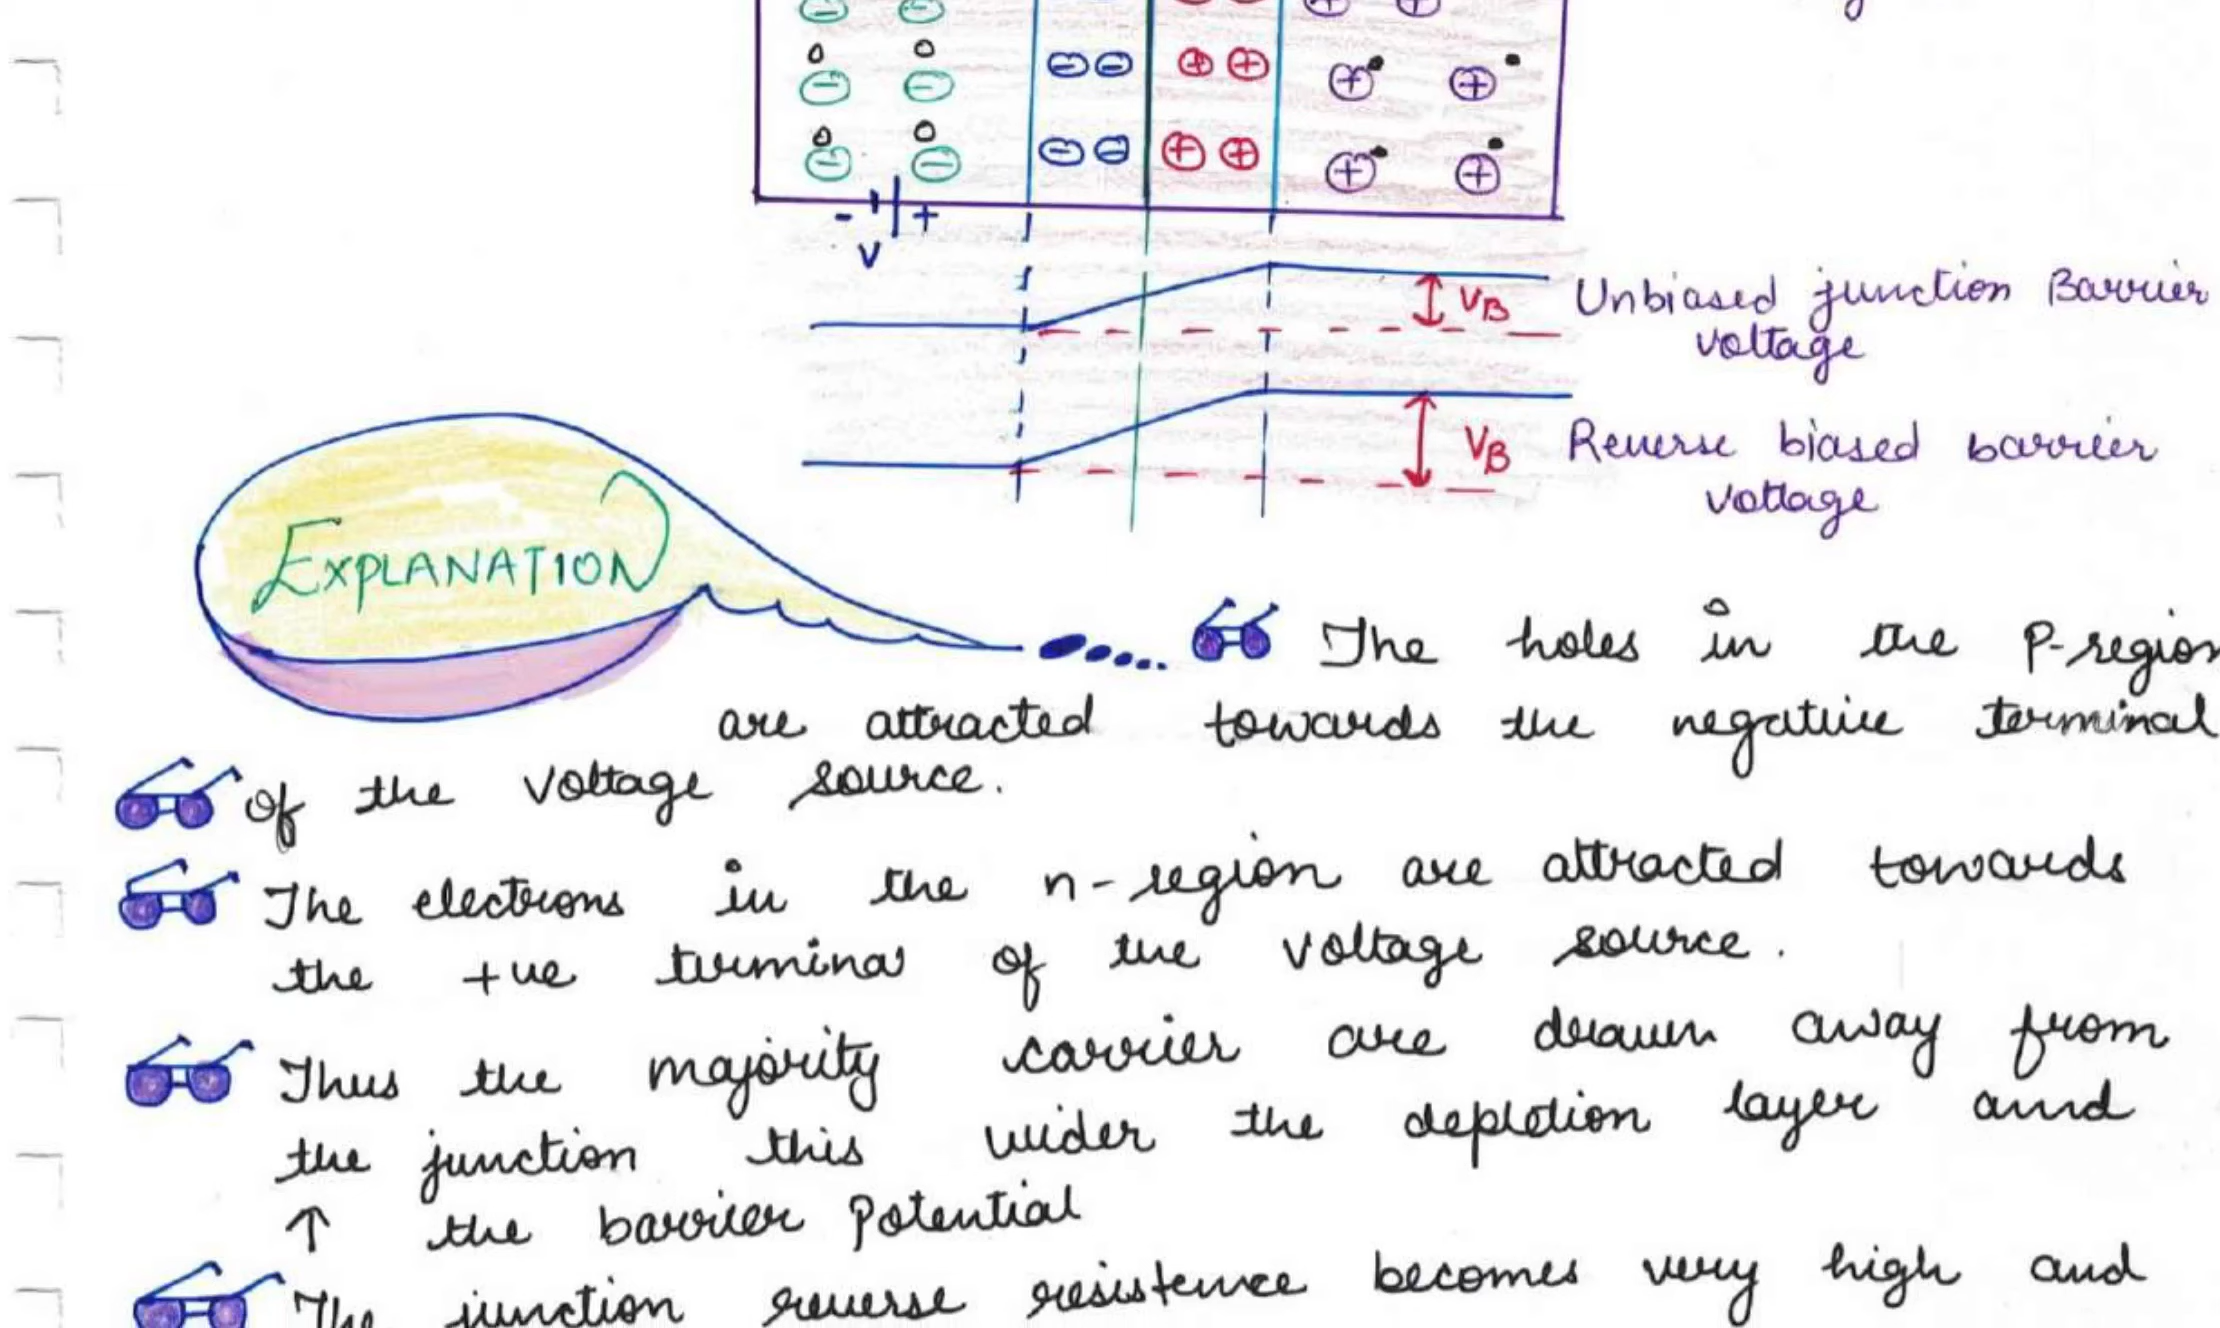 - +
V
VB
Unbiased junction Barrier
voltage
VB
Reverse biased barrier
voltage
EXPLANATION
The holes in the P-region
are attracted towards the negative terminal
of the voltage source.
The electrons in the n-region are attracted towards
the +ve terminal of the voltage source.
Thus the majority carrier are drawn away from
the junction this wider the depletion layer and
↑ the barrier potential
The junction reverse resistence becomes very high and